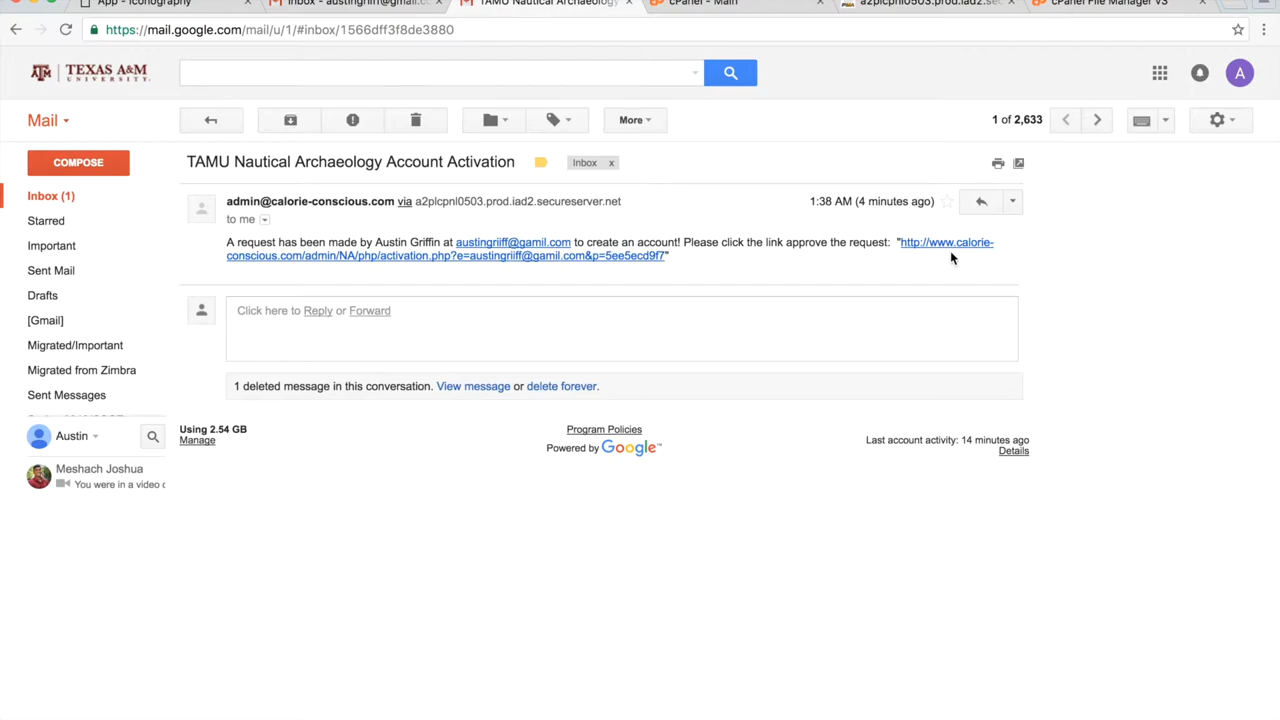 App - Iconography
Inbox - austingriff@gmail.c
TAMU Nautical Archaeology
cPanel - Main
a2plcpnl0503.prod.iad2.sec
cPanel File Manager v3
https://mail.google.com/mail/u/1/#inbox/1566dff3f8de3880
ATM TEXAS A&M UNIVERSITY
A
Mail
More
1 of 2,633
COMPOSE
TAMU Nautical Archaeology Account Activation
Inbox x
Inbox (1)
admin@calorie-conscious.com via a2plcpnl0503.prod.iad2.secureserver.net
1:38 AM (4 minutes ago)
to me
Starred
A request has been made by Austin Griffin at austingriiff@gamil.com to create an account! Please click the link approve the request: "http://www.calorie-
conscious.com/admin/NA/php/activation.php?e=austingriiff@gamil.com&p=5ee5ecd9f7"
Important
Sent Mail
Drafts
[Gmail]
Click here to Reply or Forward
Migrated/Important
Migrated from Zimbra
1 deleted message in this conversation. View message or delete forever.
Sent Messages
Using 2.54 GB
Manage
Program Policies
Powered by Google™
Last account activity: 14 minutes ago
Details
Austin
Meshach Joshua
You were in a video c